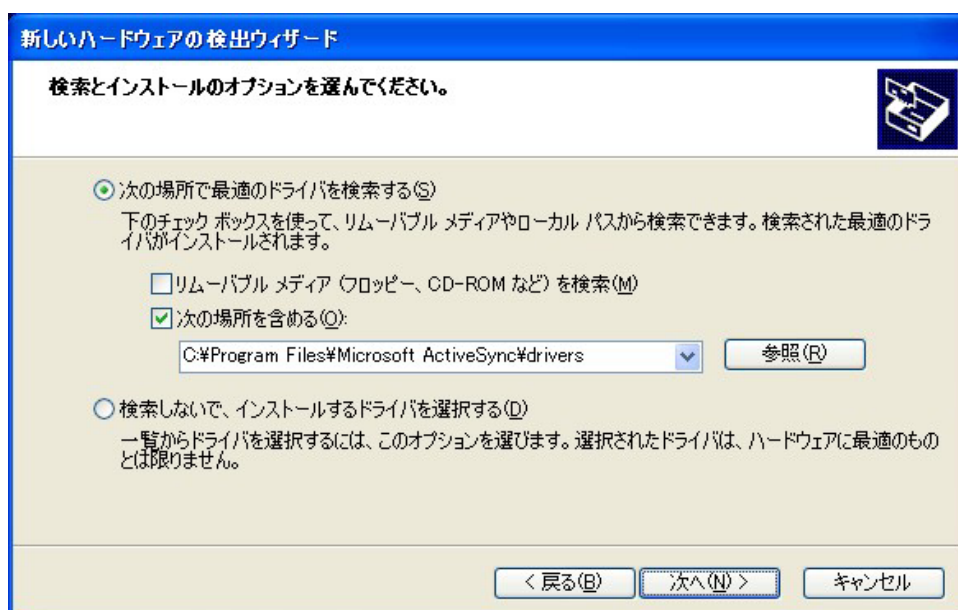 新しいハードウェアの検出ウィザード
検索とインストールのオプションを選んでください。
次の場所で最適のドライバを検索する(S)
下のチェック ボックスを使って、リムーバブル メディアやローカル パスから検索できます。検索された最適のドラ
イバがインストールされます。
リムーバブル メディア (フロッピー、CD-ROM など) を検索(M)
次の場所を含める(O):
C:¥Program Files¥Microsoft ActiveSync¥drivers
参照(R)
検索しないで、インストールするドライバを選択する(D)
一覧からドライバを選択するには、このオプションを選びます。選択されたドライバは、ハードウェアに最適のもの
とは限りません。
< 戻る(B)
次へ(N) >
キャンセル